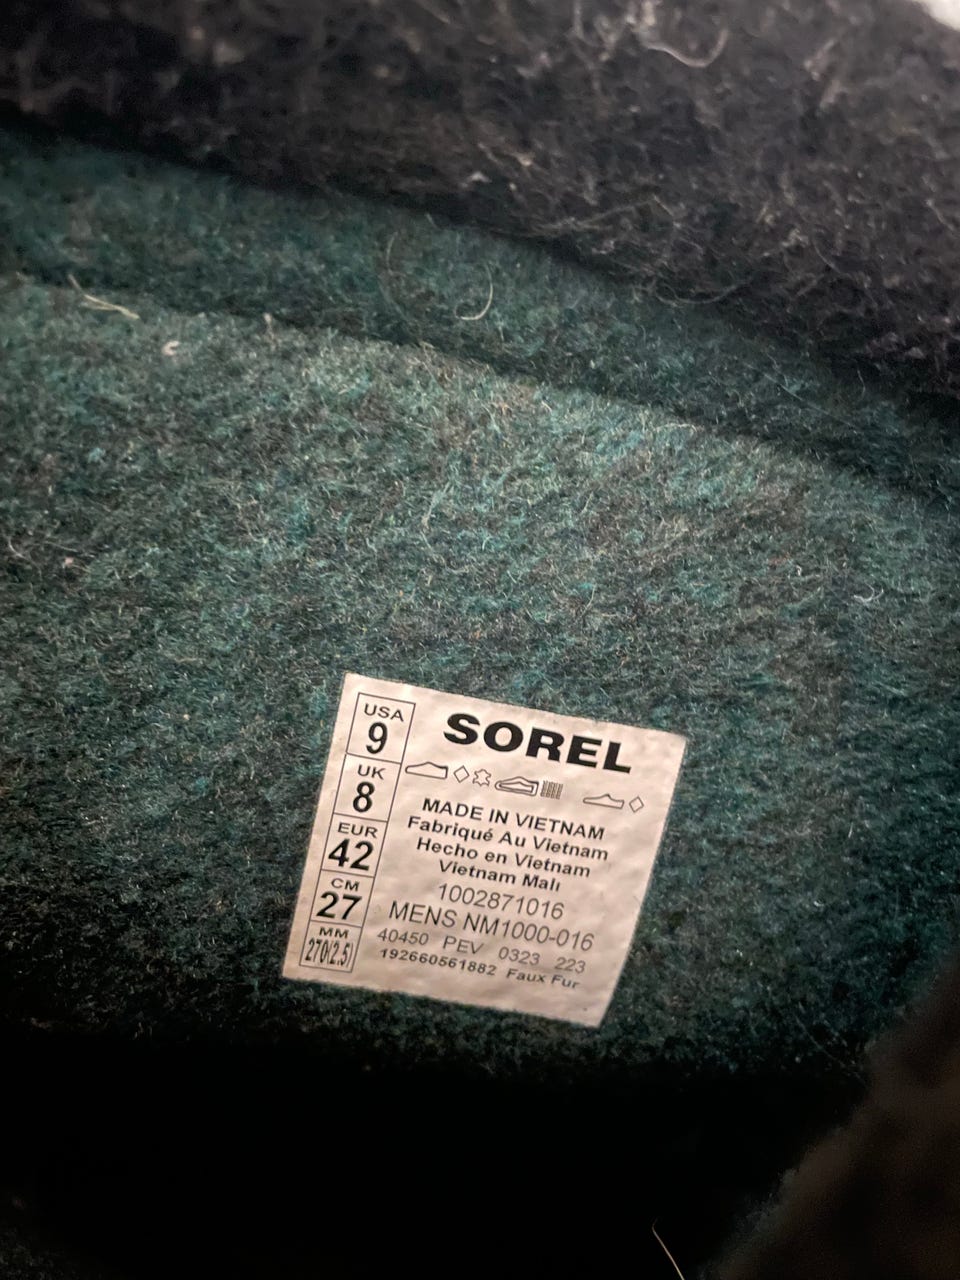 USA
9
UK
8
EUR
42
CM
27
MM
270(2.5)
SOREL
MADE IN VIETNAM
Fabriqué Au Vietnam
Hecho en Vietnam
Vietnam Malı
1002871016
MENS NM1000-016
40450 PEV 0323 223
192660561882 Faux Fur